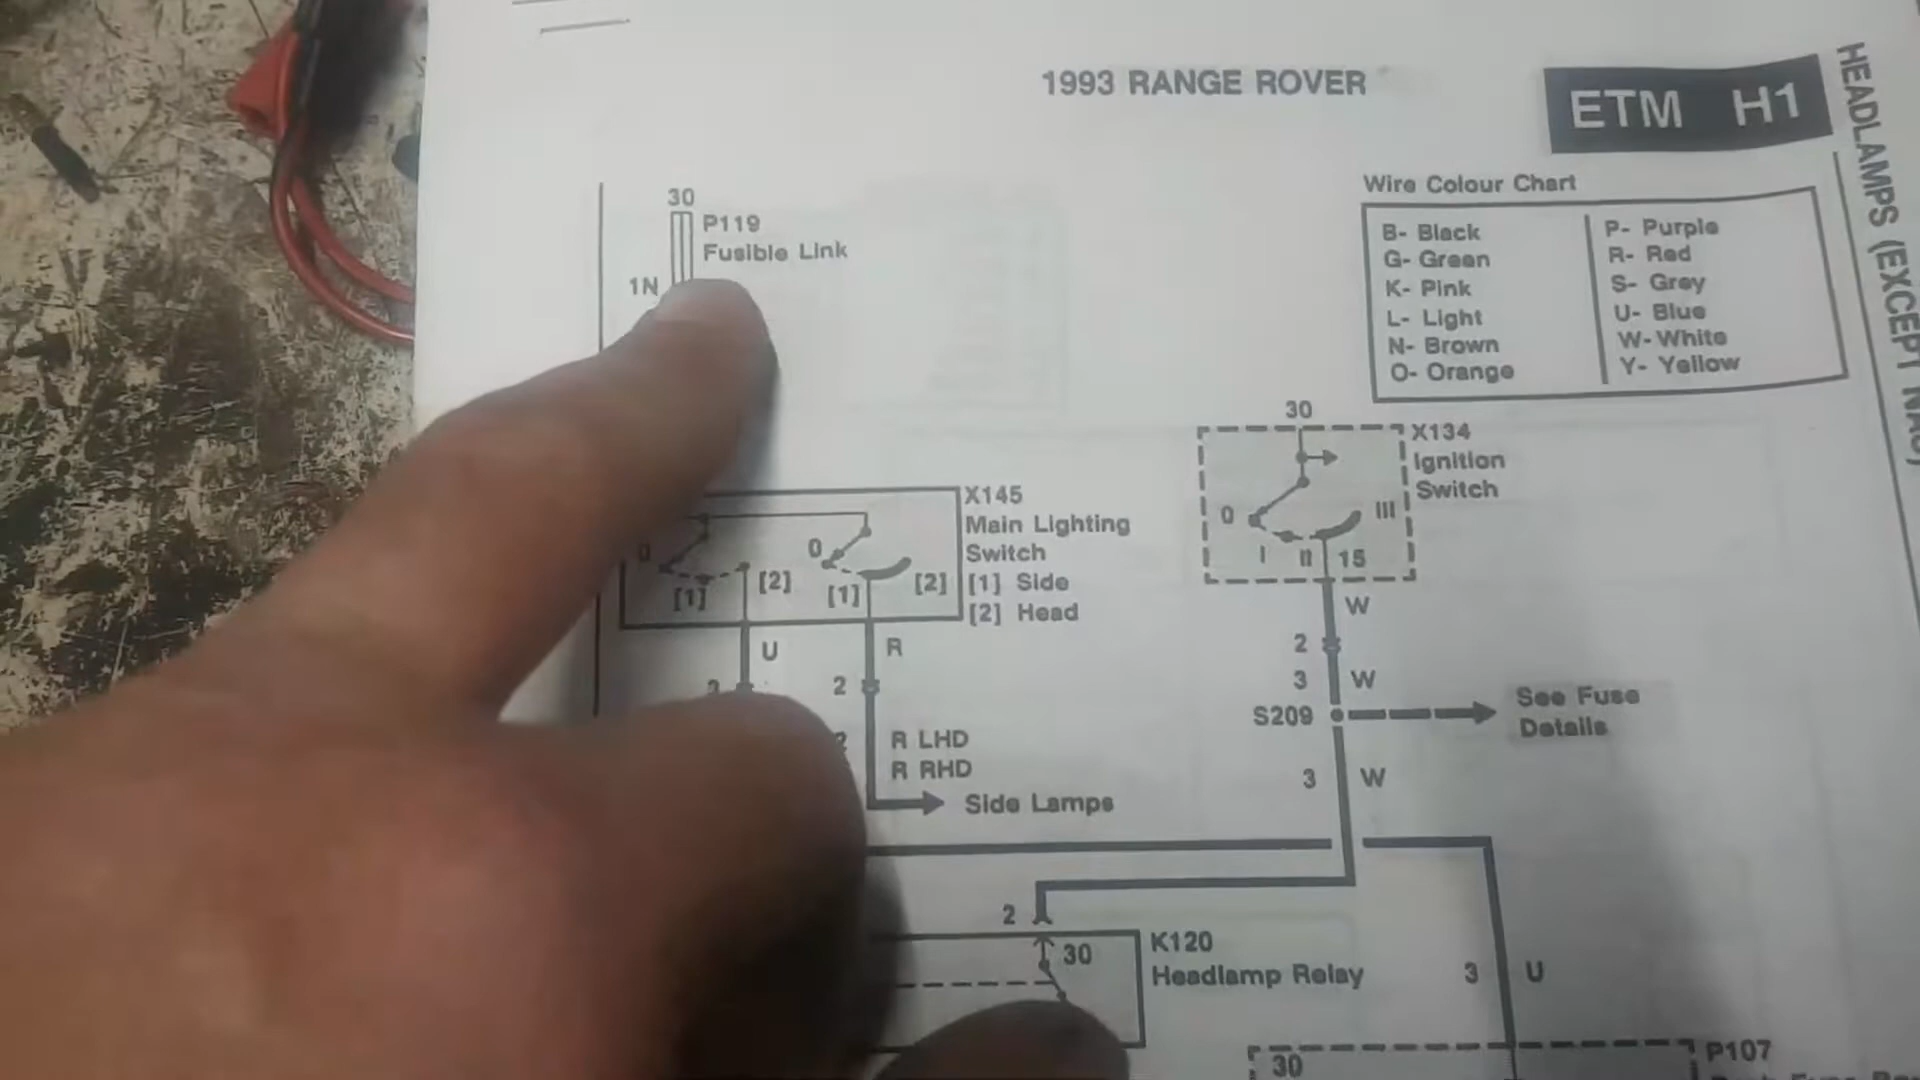 1993 RANGE ROVER
ETM H1
HEADLAMPS (EXCEPT
Wire Colour Chart
B- Black
G- Green
K- Pink
L- Light
N- Brown
O- Orange
P- Purple
R- Red
S- Grey
U- Blue
W- White
Y- Yellow
30
P119
Fusible Link
1N
30
X134
Ignition
Switch
0
I
II
III
15
X145
Main Lighting
Switch
[1] Side
[2] Head
0
[1]
[2]
0
[1]
[2]
U
R
2
W
2
3
W
S209
See Fuse
Details
R LHD
R RHD
Side Lamps
3
W
2
30
K120
Headlamp Relay
3
U
30
P107